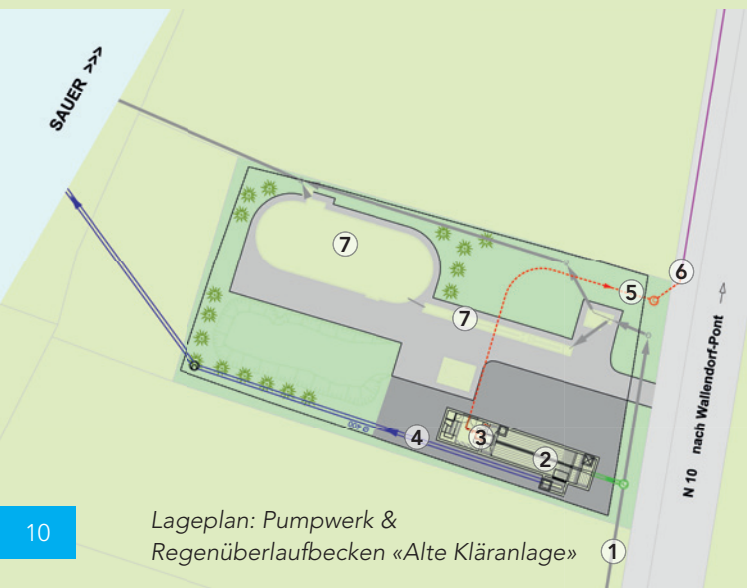 SAUER >>>
7
6
5
7
N 10 nach Wallendorf-Pont
3
4
2
1
10
Lageplan: Pumpwerk &
Regenüberlaufbecken «Alte Kläranlage»